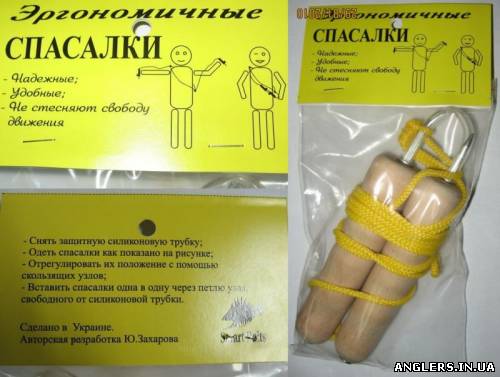 Эргономичные
СПАСАЛКИ
- Надежные;
- Удобные;
- Не стесняют свободу
движения
- Снять защитную силиконовую трубку;
- Одеть спасалки как показано на рисунке;
- Отрегулировать их положение с помощью
скользящих узлов;
- Вставить спасалки одна в одну через петлю узла,
свободного от силиконовой трубки.
Сделано в Украине.
Авторская разработка Ю.Захарова
Эргономичные
СПАСАЛКИ
- Надежные;
- Удобные;
- Не стесняют свободу
движения
ANGLERS.IN.UA